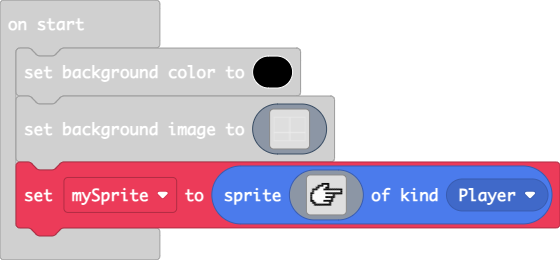 on start
set background color to
set background image to
set mySprite to sprite of kind Player